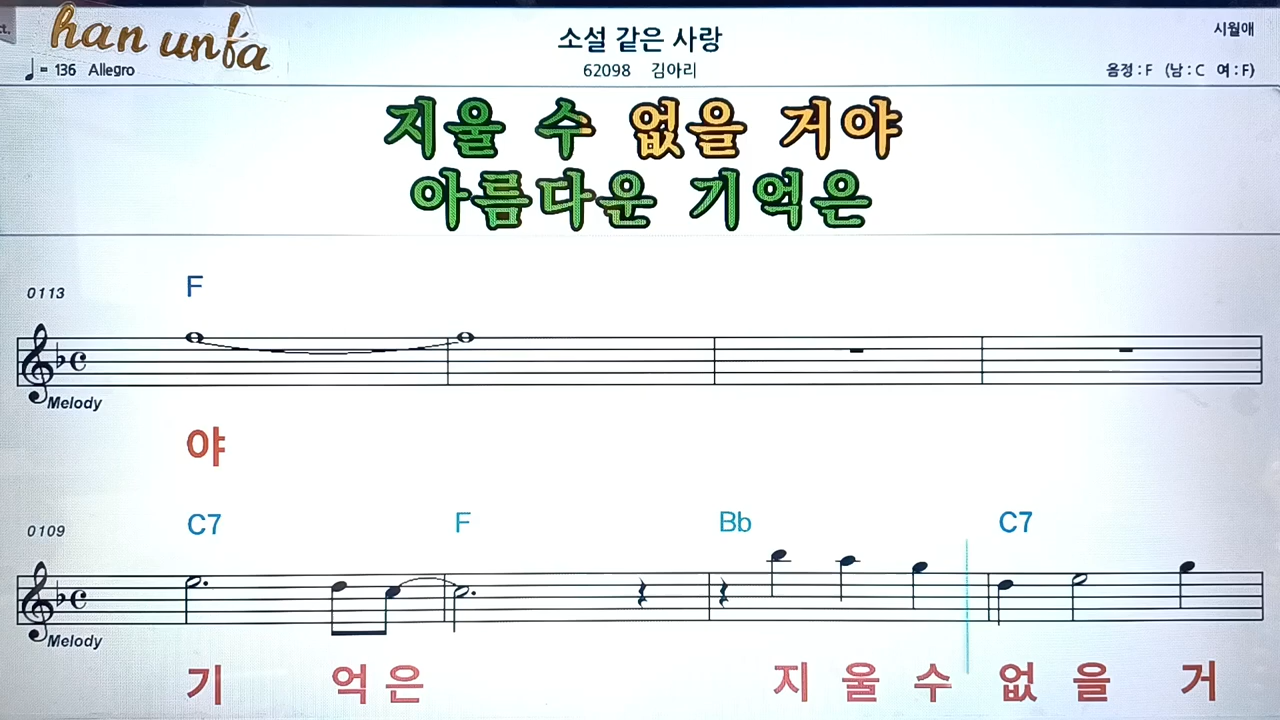 ct.
han unfa
소설 같은 사랑
시월애
= 136 Allegro
62098 김아리
음정 : F (남 : C 여 : F)
지울 수 없을 거야
아름다운 기억은
0113
F
Melody
야
0109
C7 F Bb C7
Melody
기 억 은 지 울 수 없 을 거